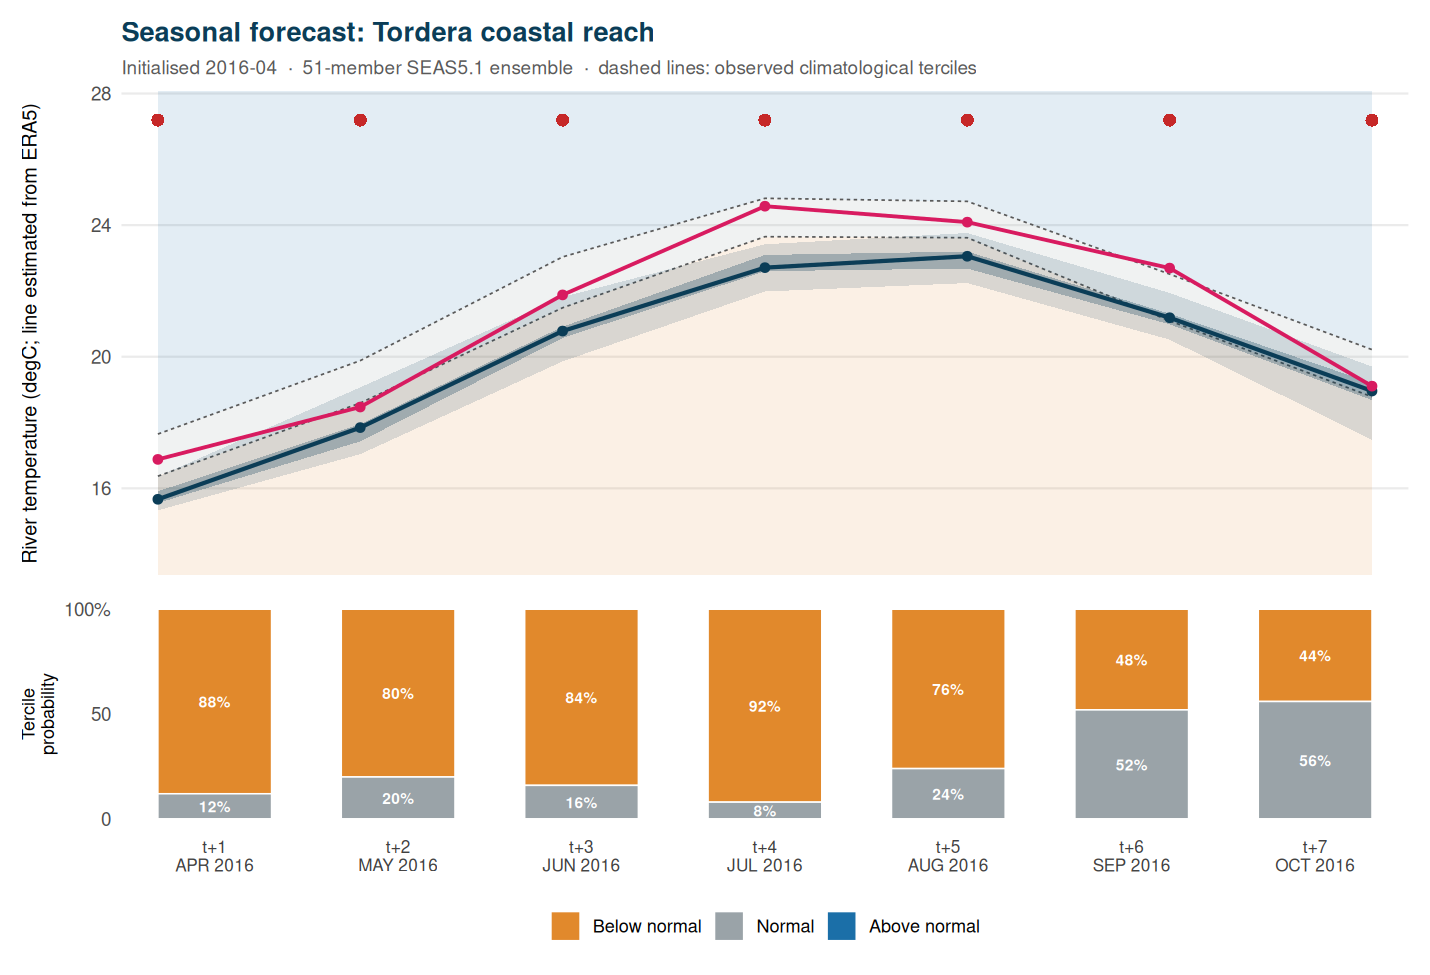 Seasonal forecast: Tordera coastal reach
Initialised 2016-04 · 51-member SEAS5.1 ensemble · dashed lines: observed climatological terciles
River temperature (degC; line estimated from ERA5)
28
24
20
16
Tercile
probability
100%
50
0
88%
80%
84%
92%
76%
48%
44%
12%
20%
16%
8%
24%
52%
56%
t+1
APR 2016
t+2
MAY 2016
t+3
JUN 2016
t+4
JUL 2016
t+5
AUG 2016
t+6
SEP 2016
t+7
OCT 2016
Below normal
Normal
Above normal